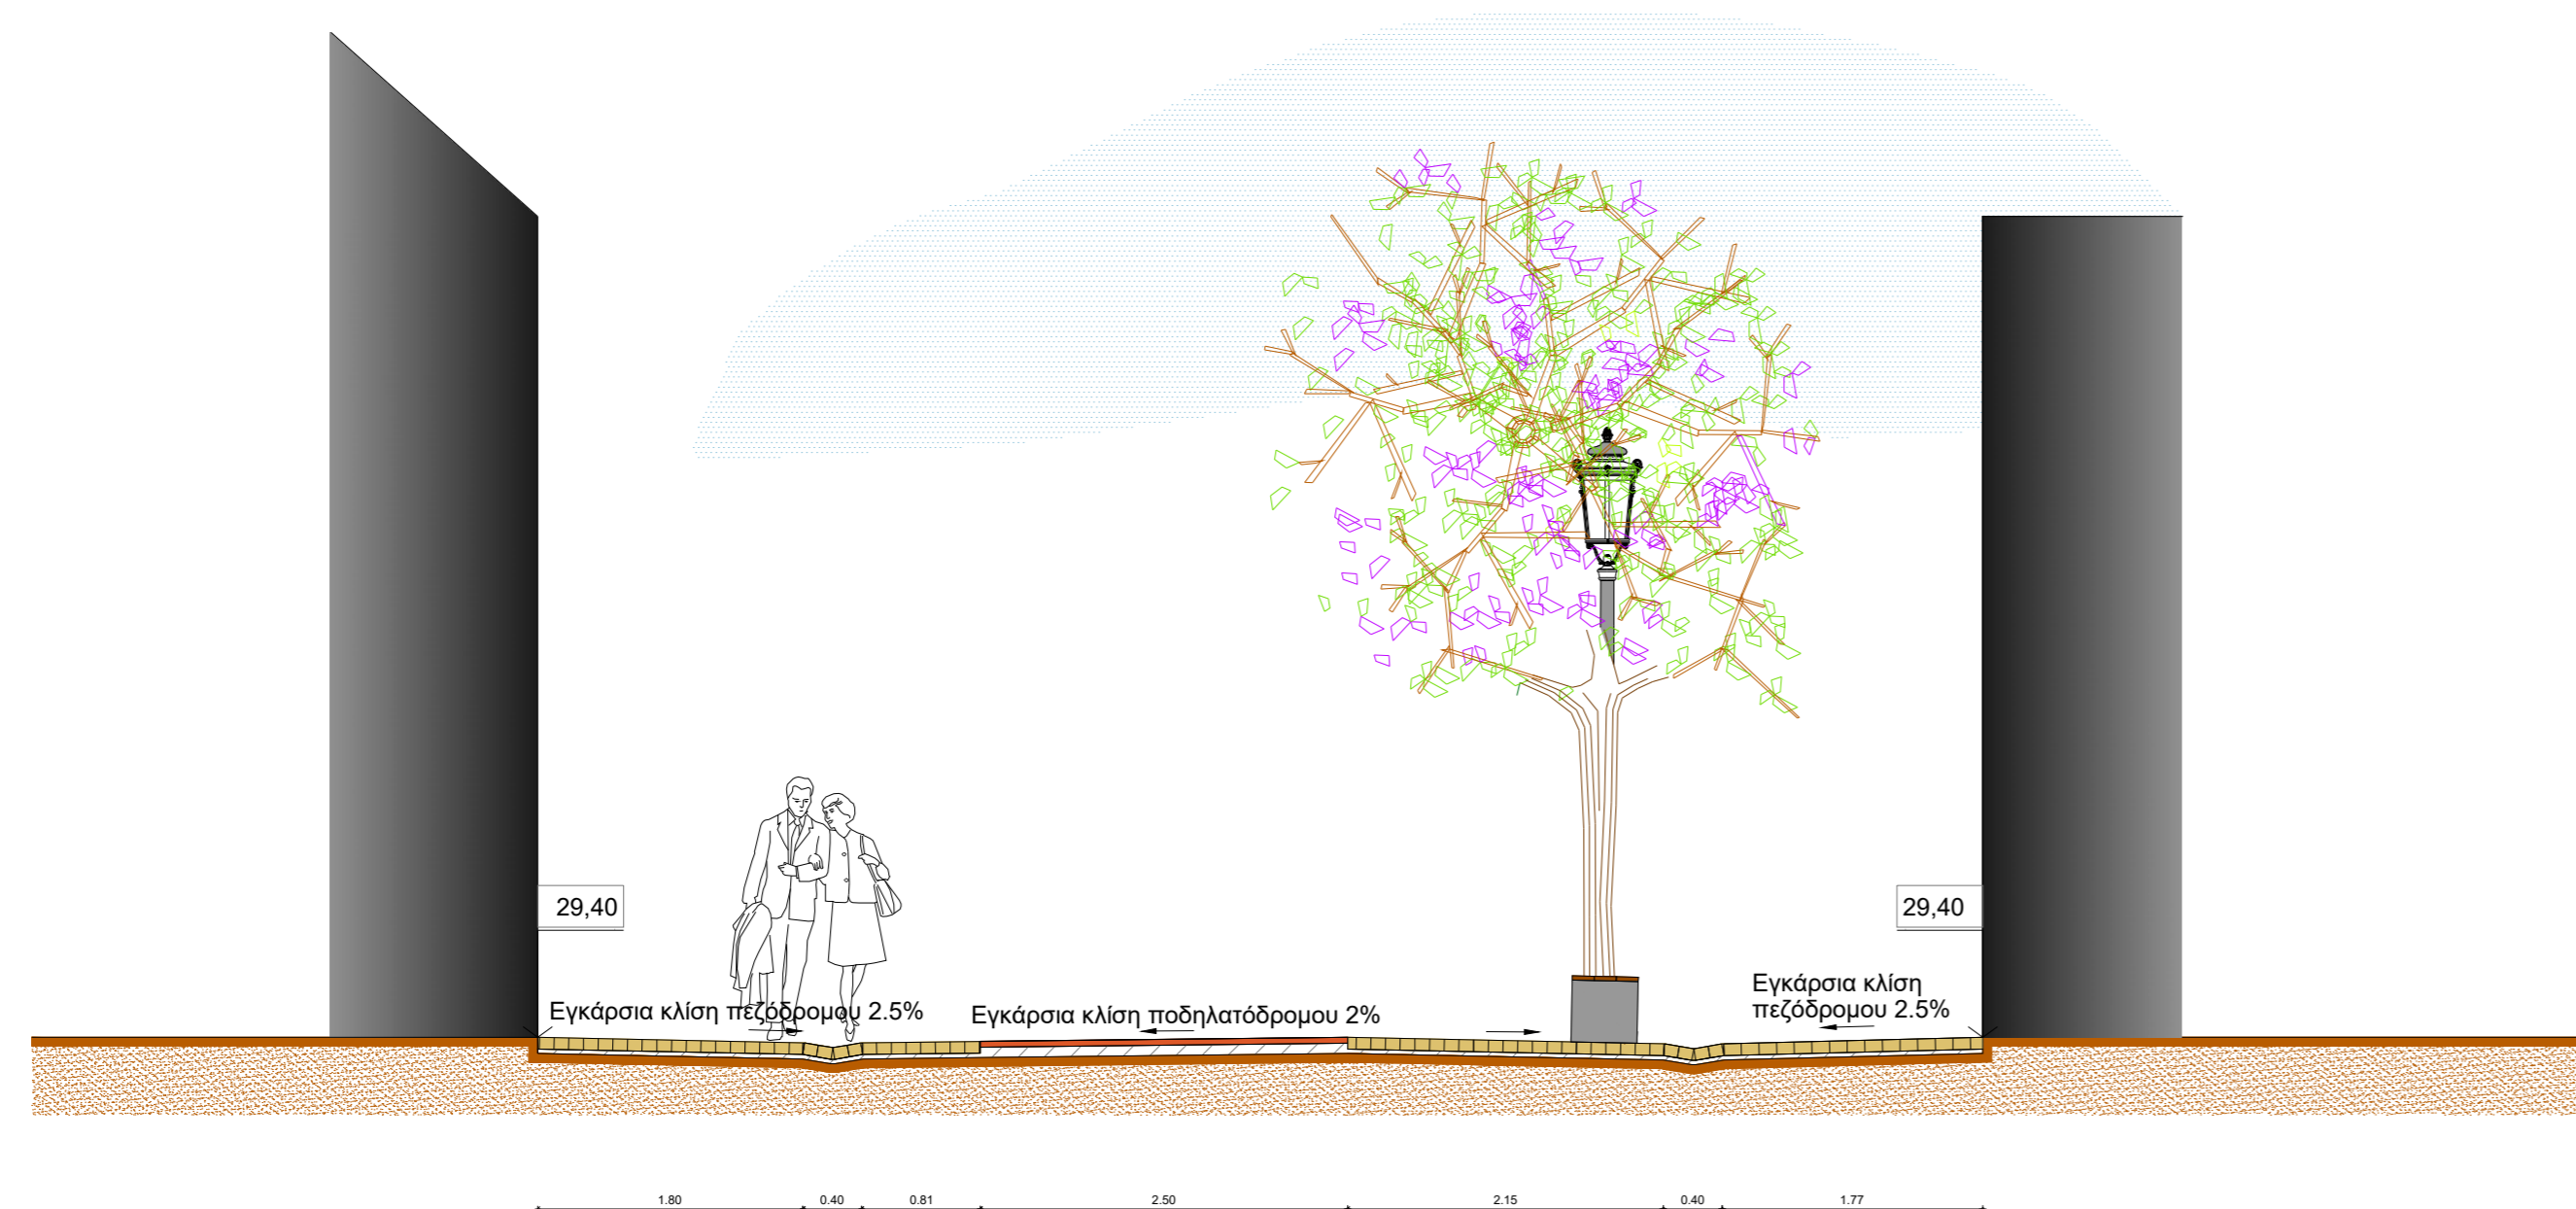 29,40
29,40
Εγκάρσια κλίση πεζόδρομου 2.5%
Εγκάρσια κλίση ποδηλατόδρομου 2%
Εγκάρσια κλίση
πεζόδρομου 2.5%
1.80 0.40 0.81 2.50 2.15 0.40 1.77